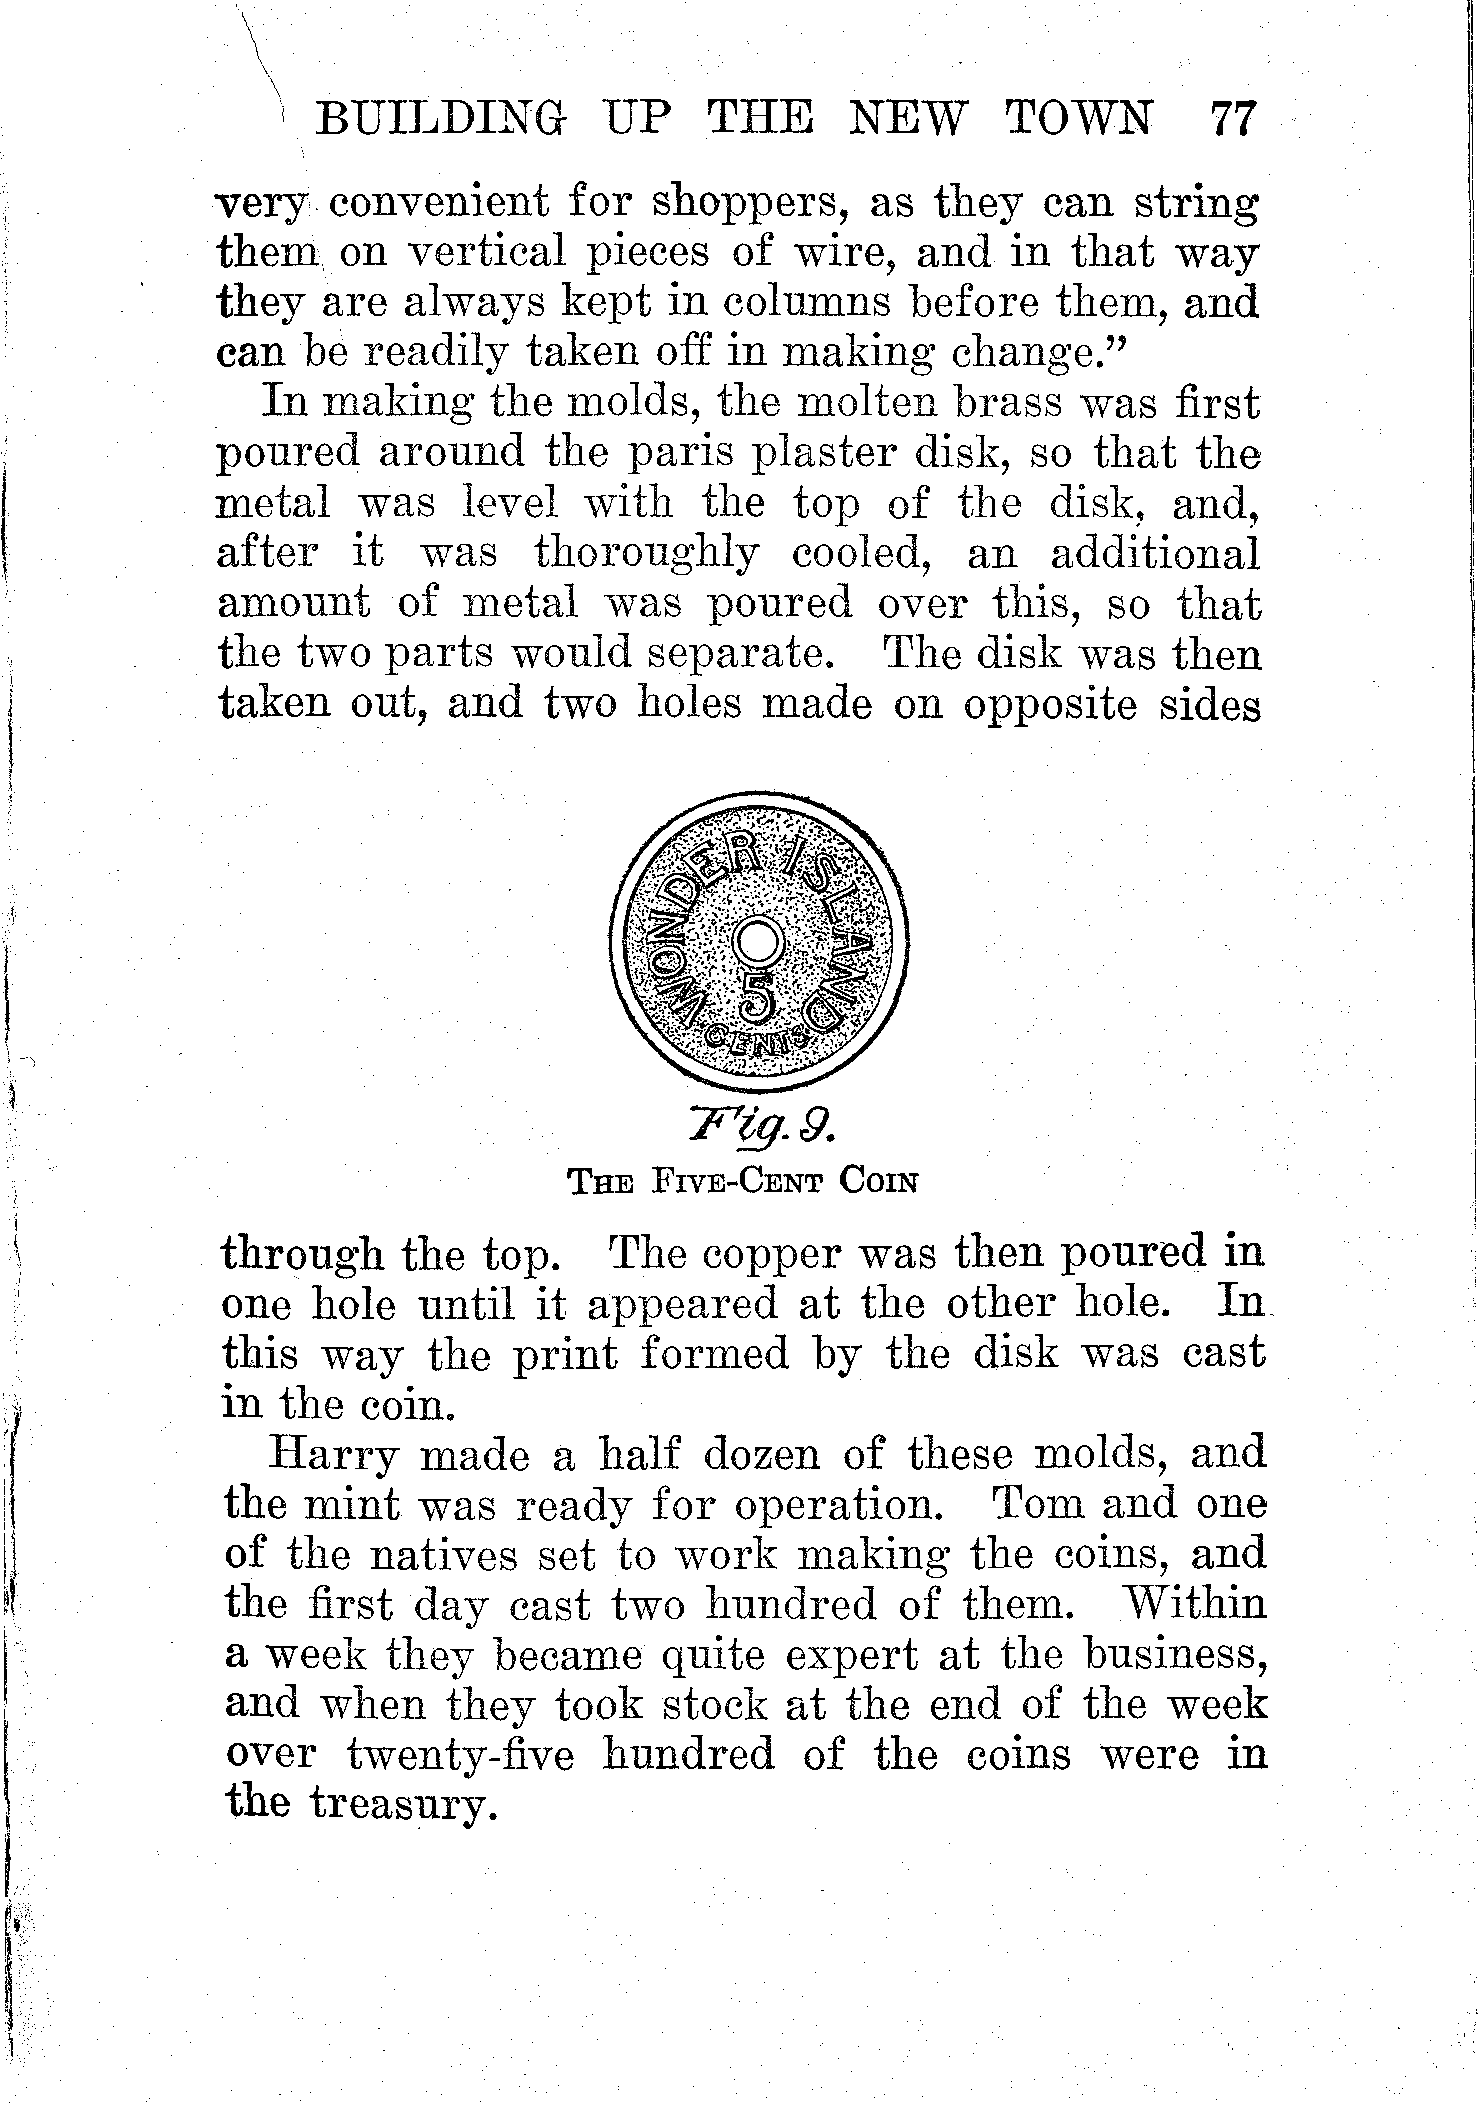 BUILDING UP THE NEW TOWN 77
very convenient for shoppers, as they can string
them on vertical pieces of wire, and in that way
they are always kept in columns before them, and
can be readily taken off in making change.”
In making the molds, the molten brass was first
poured around the paris plaster disk, so that the
metal was level with the top of the disk, and,
after it was thoroughly cooled, an additional
amount of metal was poured over this, so that
the two parts would separate. The disk was then
taken out, and two holes made on opposite sides
WONDER ISLAND
5
CENTS
Fig. 9.
THE FIVE-CENT COIN
through the top. The copper was then poured in
one hole until it appeared at the other hole. In
this way the print formed by the disk was cast
in the coin.
Harry made a half dozen of these molds, and
the mint was ready for operation. Tom and one
of the natives set to work making the coins, and
the first day cast two hundred of them. Within
a week they became quite expert at the business,
and when they took stock at the end of the week
over twenty-five hundred of the coins were in
the treasury.